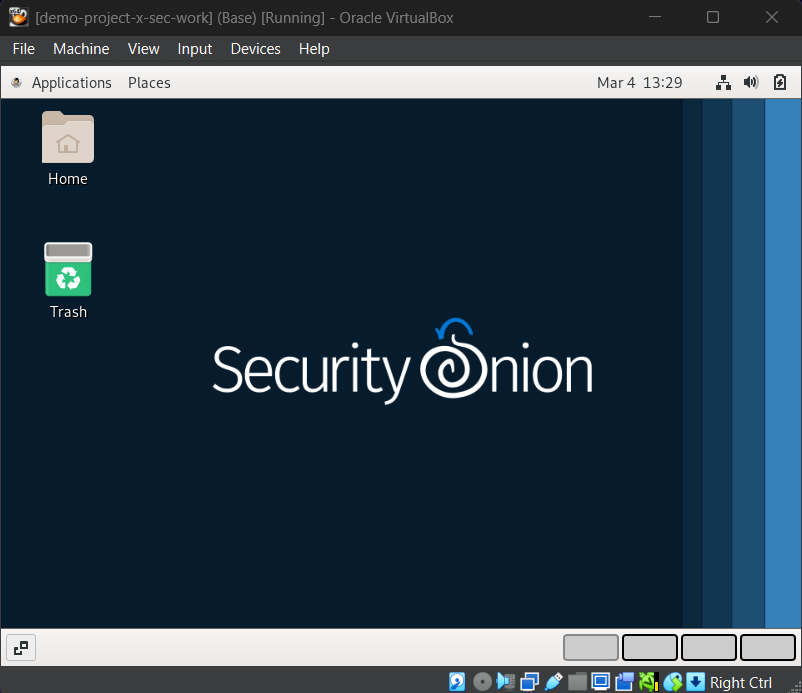 [demo-project-x-sec-work] (Base) [Running] - Oracle VirtualBox
File Machine View Input Devices Help
Applications Places Mar 4 13:29
Home
Trash
Security Onion
Right Ctrl